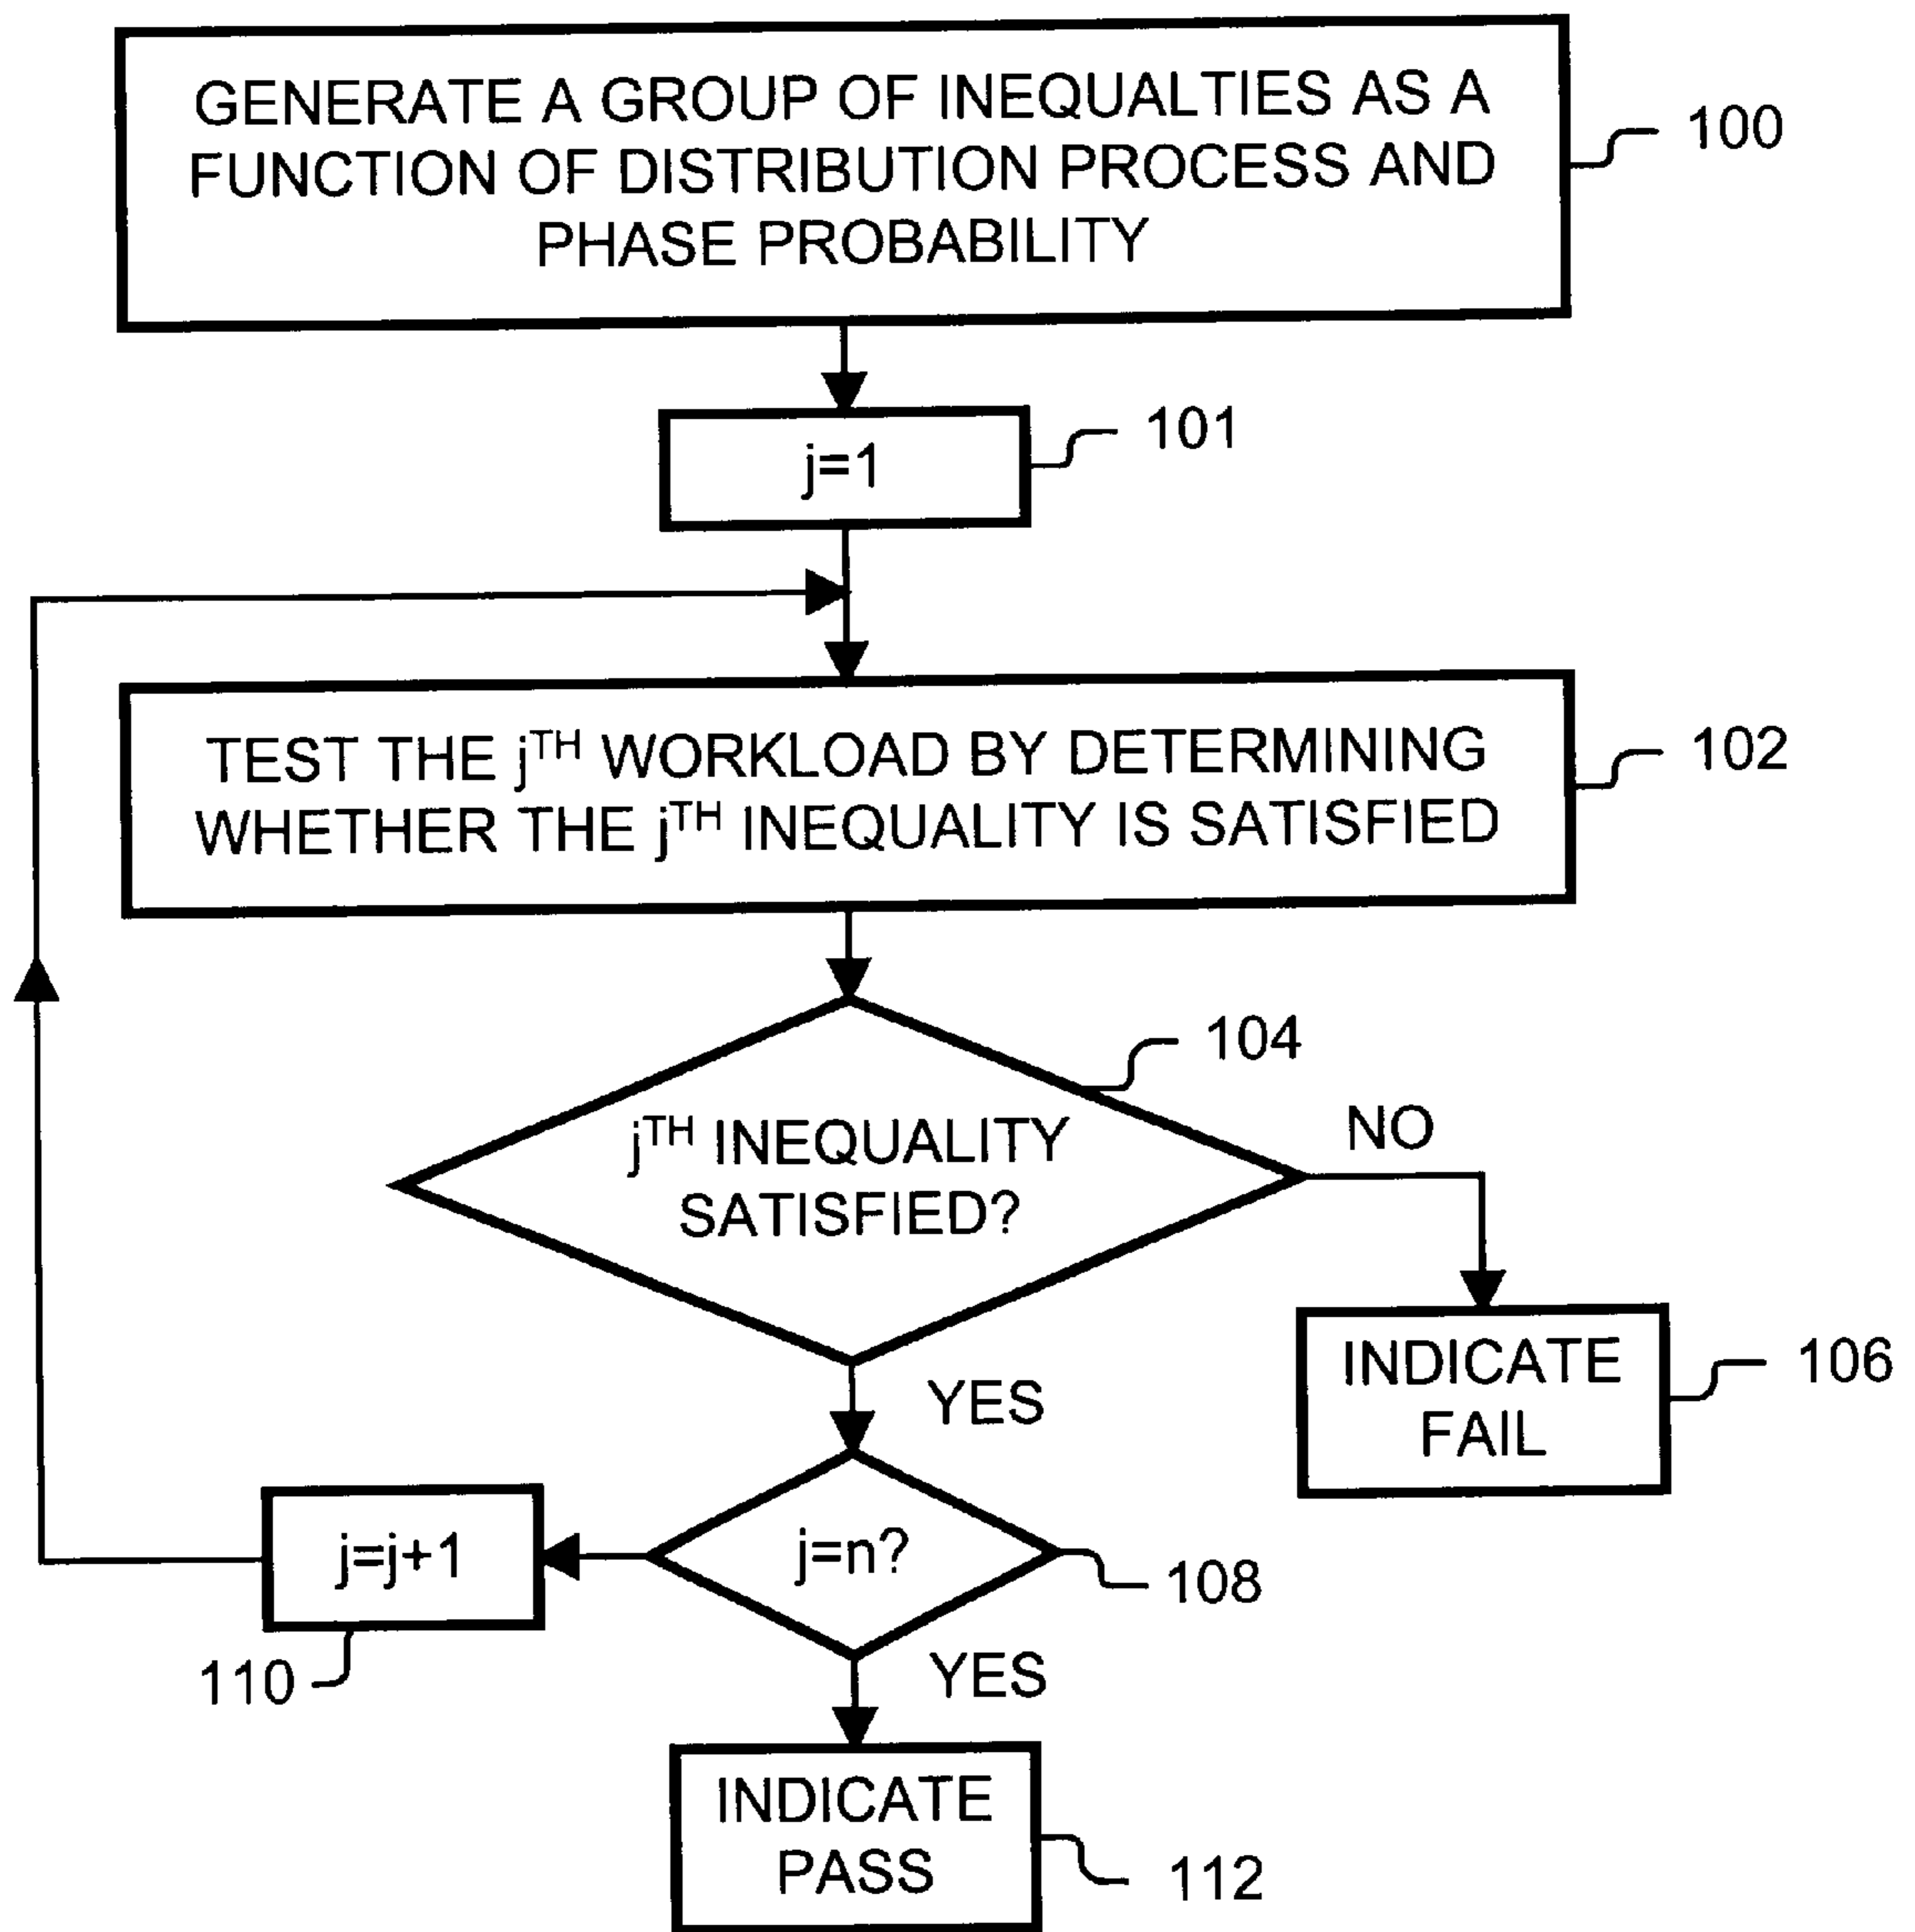 GENERATE A GROUP OF INEQUALTIES AS A
FUNCTION OF DISTRIBUTION PROCESS AND
PHASE PROBABILITY
100
j=1
101
TEST THE jTH WORKLOAD BY DETERMINING
WHETHER THE jTH INEQUALITY IS SATISFIED
102
104
jTH INEQUALITY
SATISFIED?
NO
INDICATE
FAIL
106
YES
j=n?
108
j=j+1
110
YES
INDICATE
PASS
112